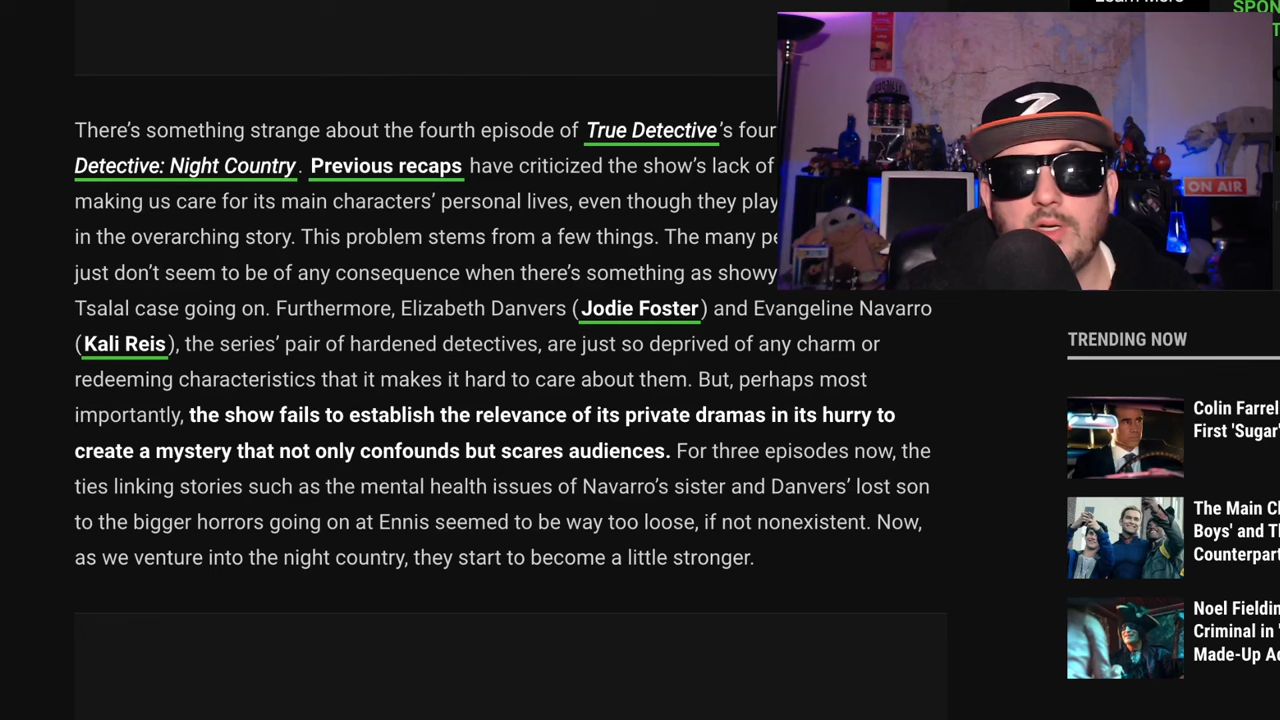 Learn More
SPON
There's something strange about the fourth episode of True Detective's four
Detective: Night Country. Previous recaps have criticized the show's lack of
making us care for its main characters' personal lives, even though they play
in the overarching story. This problem stems from a few things. The many pe
just don't seem to be of any consequence when there's something as showy
Tsalal case going on. Furthermore, Elizabeth Danvers (Jodie Foster) and Evangeline Navarro
(Kali Reis), the series' pair of hardened detectives, are just so deprived of any charm or
redeeming characteristics that it makes it hard to care about them. But, perhaps most
importantly, the show fails to establish the relevance of its private dramas in its hurry to
create a mystery that not only confounds but scares audiences. For three episodes now, the
ties linking stories such as the mental health issues of Navarro's sister and Danvers' lost son
to the bigger horrors going on at Ennis seemed to be way too loose, if not nonexistent. Now,
as we venture into the night country, they start to become a little stronger.
ON AIR
TRENDING NOW
Colin Farrel
First 'Sugar'
The Main Cl
Boys' and T
Counterpart
Noel Fieldin
Criminal in '
Made-Up A